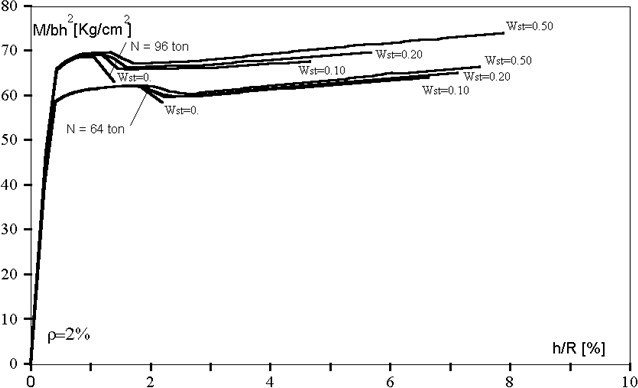 80
M/bh² [Kg/cm²]
Wst=0.50
N = 96 ton
70
Wst=0.20
Wst=0.10
Wst=0.
Wst=0.50
Wst=0.20
Wst=0.10
60
Wst=0.
N = 64 ton
50
40
30
20
10
ρ=2%
h/R [%]
0
0 2 4 6 8 10